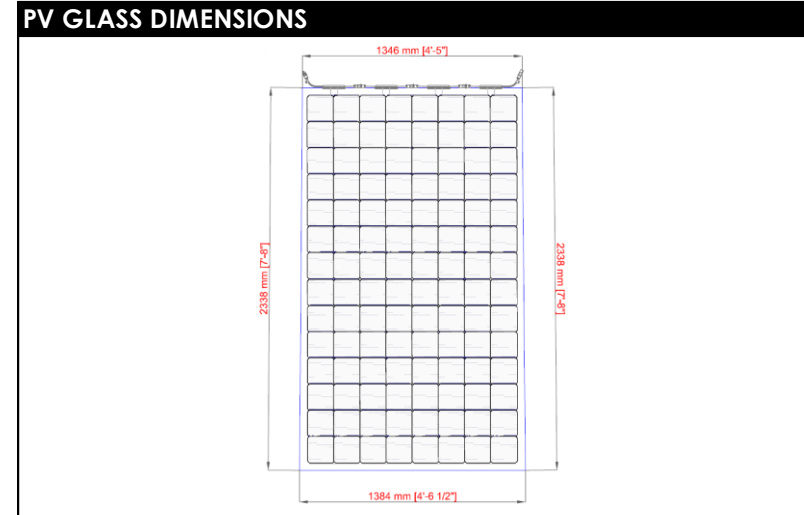 PV GLASS DIMENSIONS
1346 mm [4'-5"]
2338 mm [7'-8"]
2338 mm [7'-8"]
1384 mm [4'-6 1/2"]